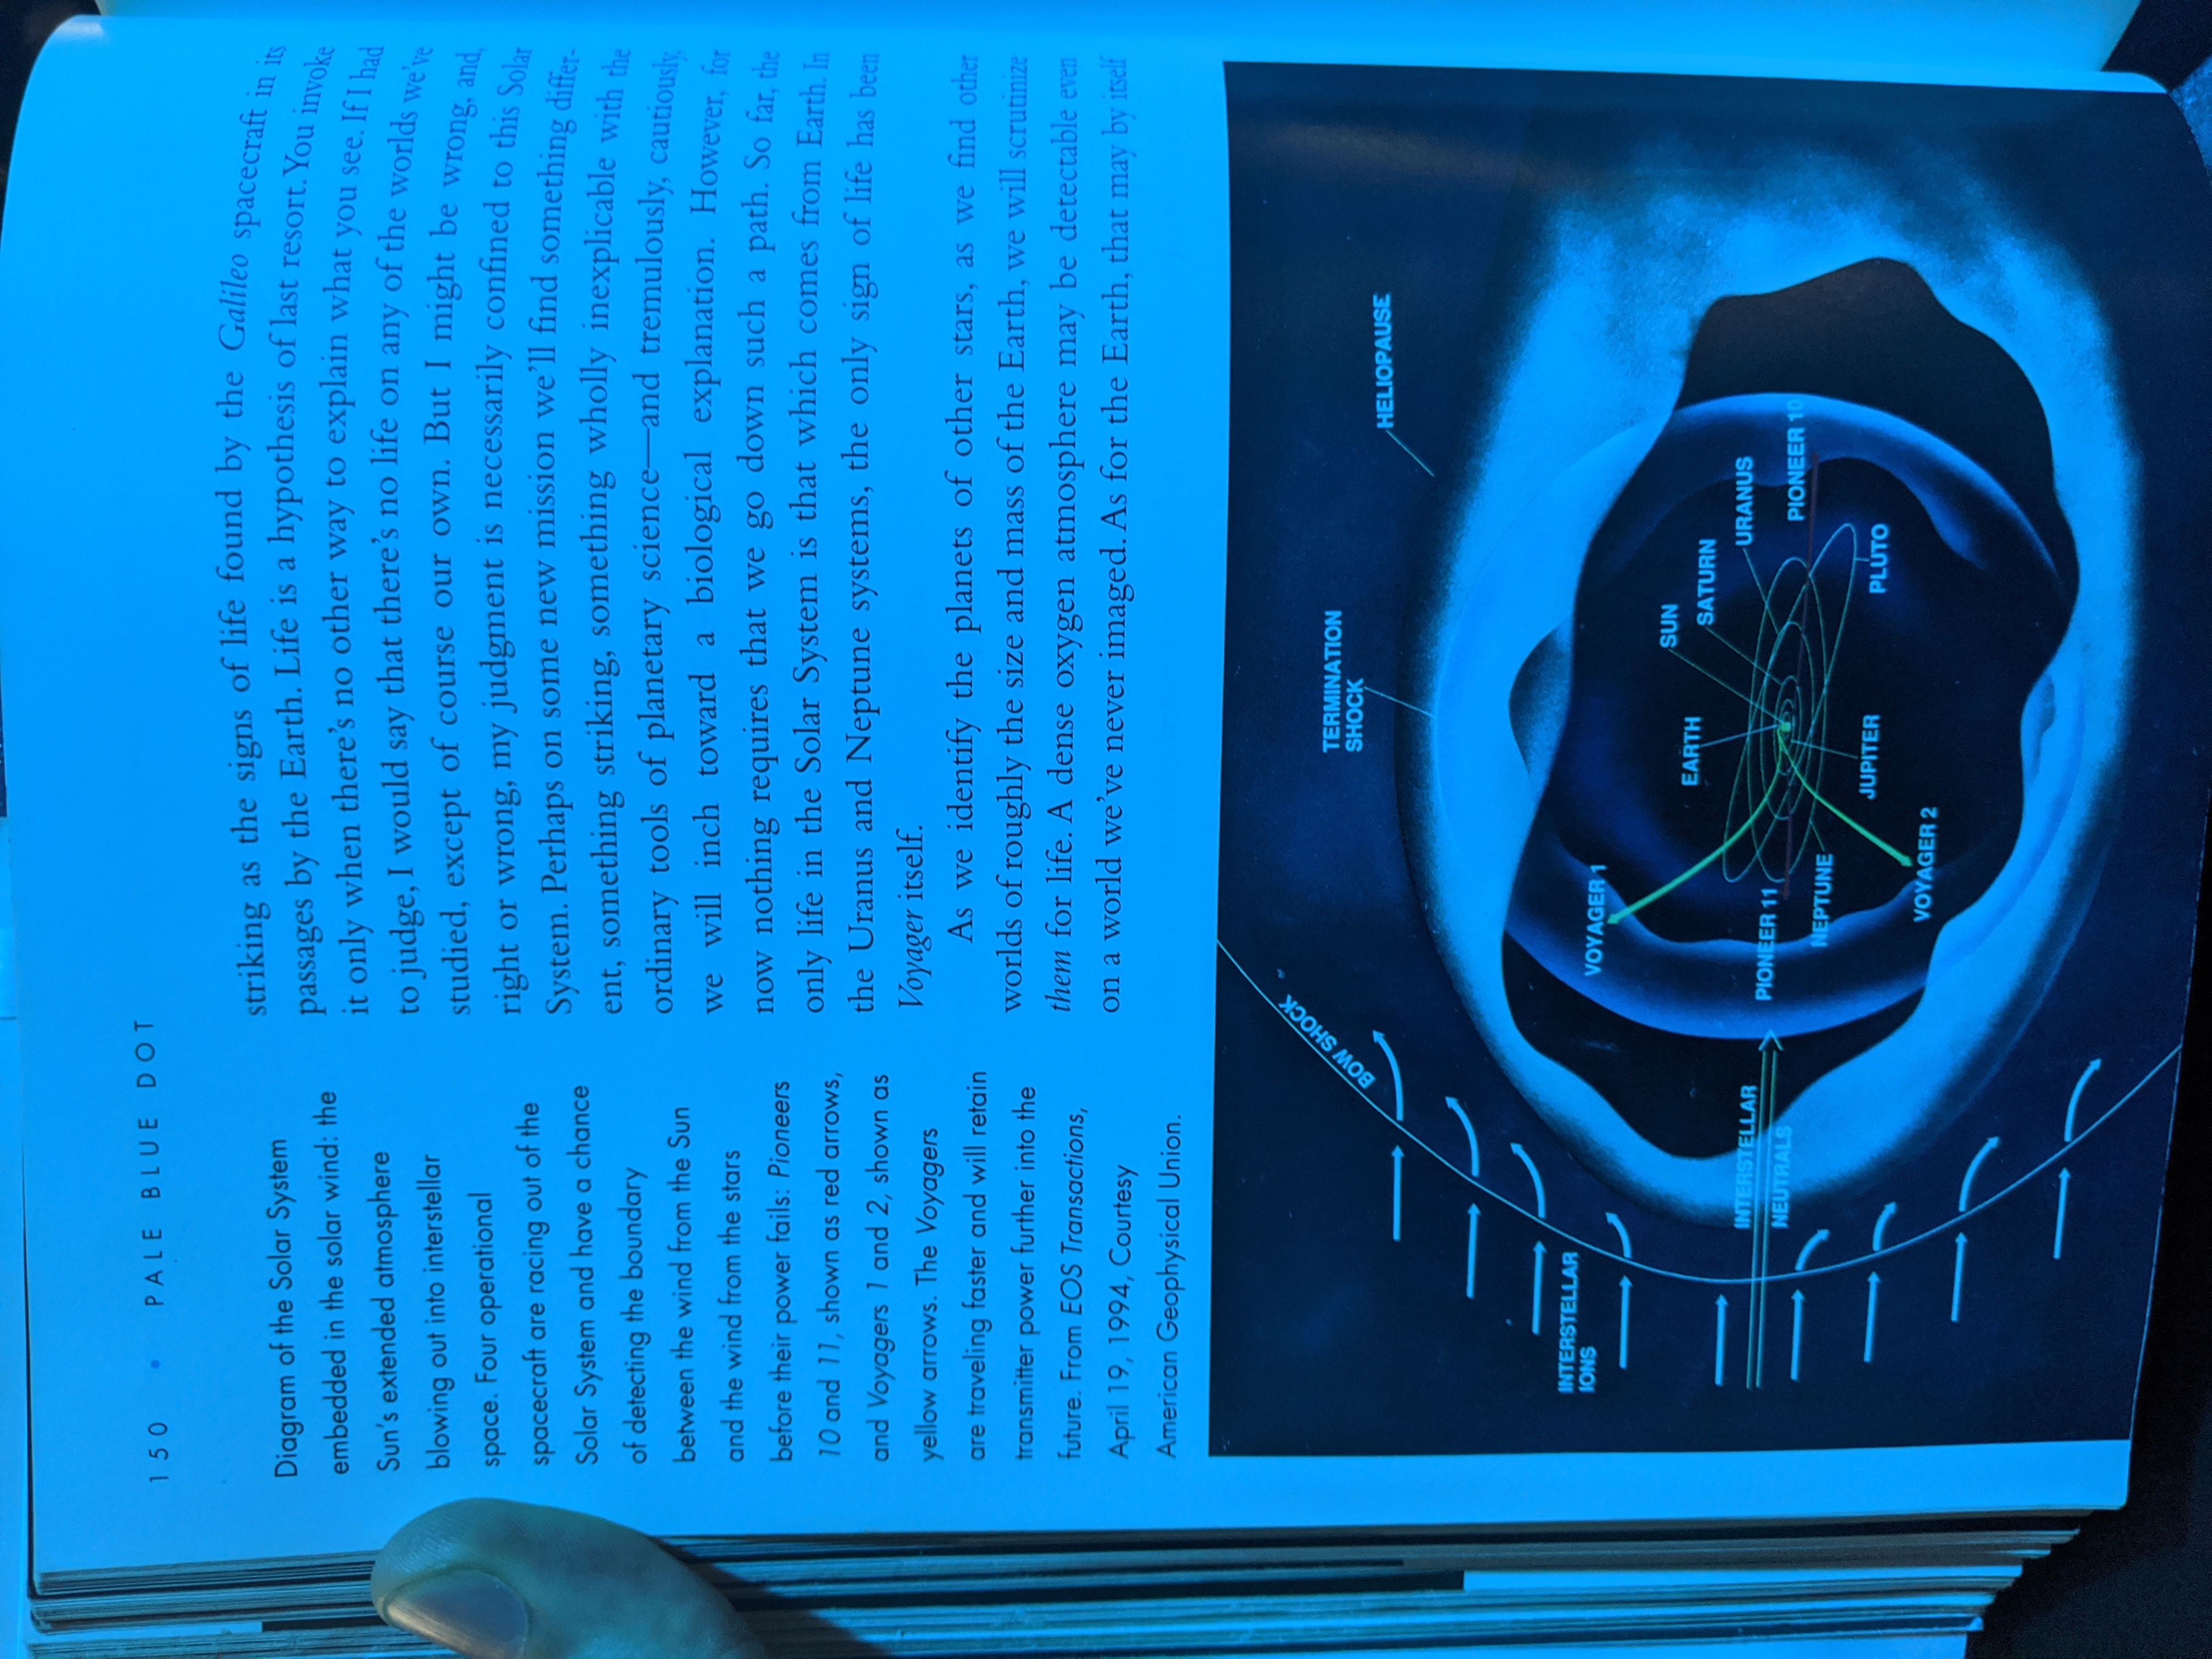 150 • PALE BLUE DOT
Diagram of the Solar System
embedded in the solar wind: the
Sun's extended atmosphere
blowing out into interstellar
space. Four operational
spacecraft are racing out of the
Solar System and have a chance
of detecting the boundary
between the wind from the Sun
and the wind from the stars
before their power fails: Pioneers
10 and 11, shown as red arrows,
and Voyagers 1 and 2, shown as
yellow arrows. The Voyagers
are traveling faster and will retain
transmitter power further into the
future. From EOS Transactions,
April 19, 1994, Courtesy
American Geophysical Union.
striking as the signs of life found by the Galileo spacecraft in its
passages by the Earth. Life is a hypothesis of last resort. You invoke
it only when there's no other way to explain what you see. If I had
to judge, I would say that there's no life on any of the worlds we've
studied, except of course our own. But I might be wrong, and,
right or wrong, my judgment is necessarily confined to this Solar
System. Perhaps on some new mission we'll find something differ-
ent, something striking, something wholly inexplicable with the
ordinary tools of planetary science—and tremulously, cautiously,
we will inch toward a biological explanation. However, for
now nothing requires that we go down such a path. So far, the
only life in the Solar System is that which comes from Earth. In
the Uranus and Neptune systems, the only sign of life has been
Voyager itself.
As we identify the planets of other stars, as we find other
worlds of roughly the size and mass of the Earth, we will scrutinize
them for life. A dense oxygen atmosphere may be detectable even
on a world we've never imaged. As for the Earth, that may by itself
BOW SHOCK
TERMINATION
SHOCK
HELIOPAUSE
INTERSTELLAR
IONS
VOYAGER 1
SUN
EARTH
SATURN
URANUS
INTERSTELLAR
NEUTRALS
PIONEER 11
PIONEER 10
NEPTUNE
JUPITER
PLUTO
VOYAGER 2